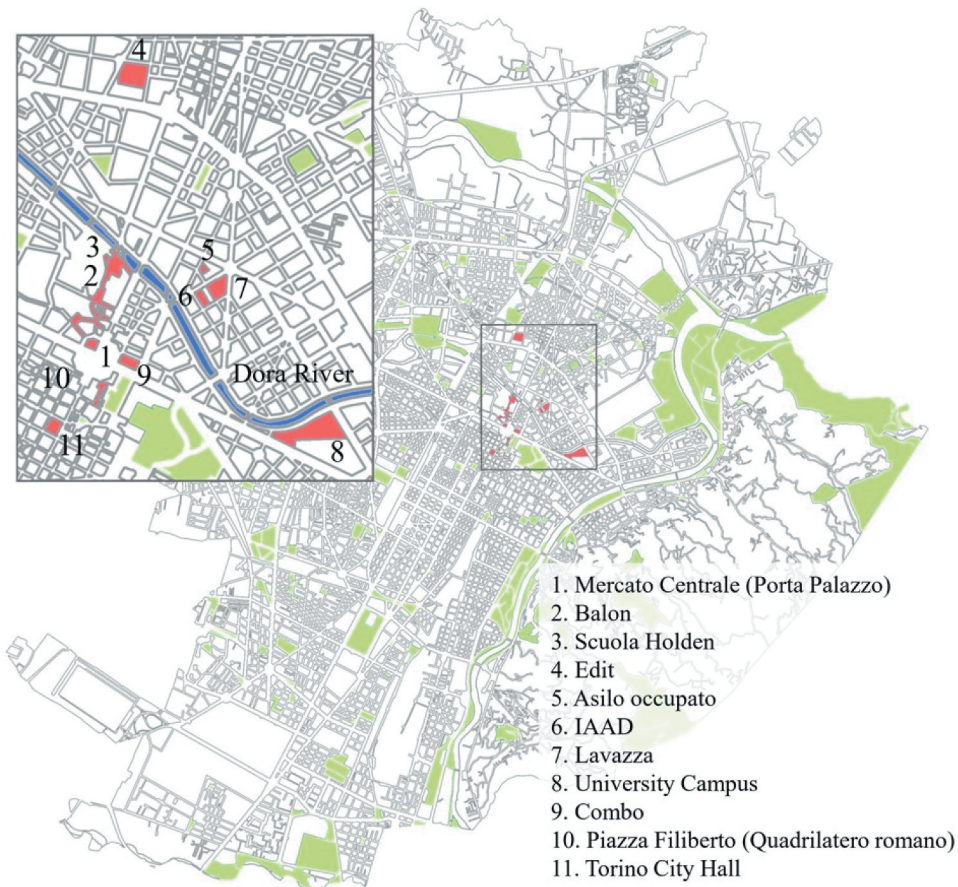 4
3
5
2
6
7
1
9
10
Dora River
11
8
1. Mercato Centrale (Porta Palazzo)
2. Balon
3. Scuola Holden
4. Edit
5. Asilo occupato
6. IAAD
7. Lavazza
8. University Campus
9. Combo
10. Piazza Filiberto (Quadrilatero romano)
11. Torino City Hall